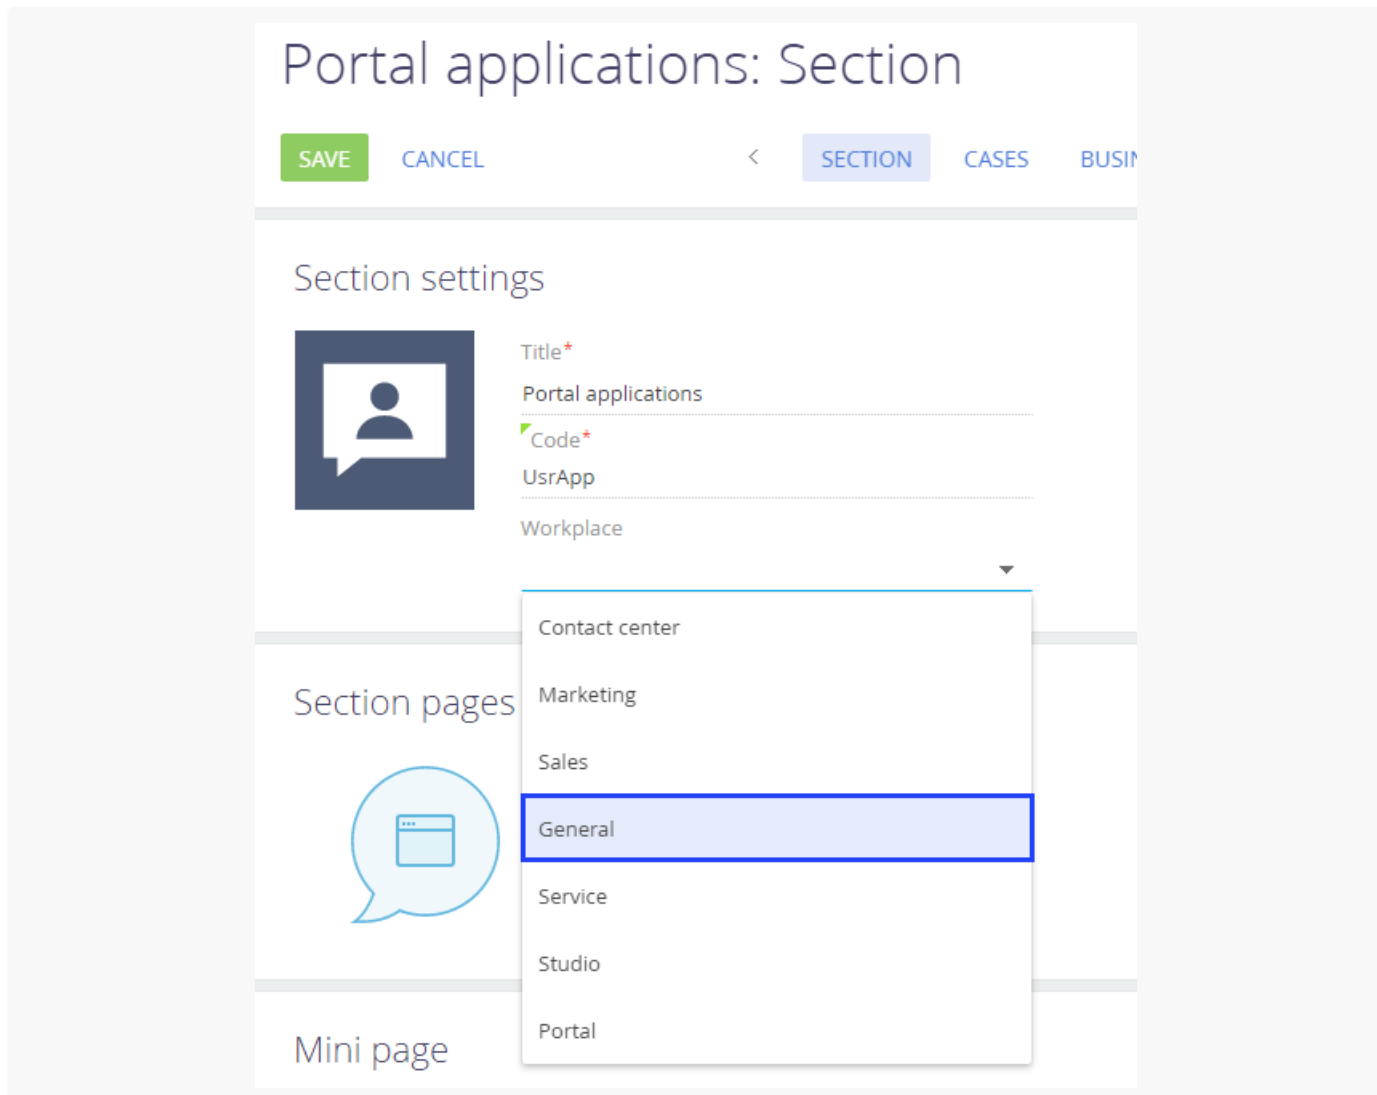 Portal applications: Section
SAVE CANCEL < SECTION CASES BUSIN
Section settings
Title*
Portal applications
Code*
UsrApp
Workplace
Contact center
Marketing
Section pages
Sales
General
Service
Studio
Portal
Mini page